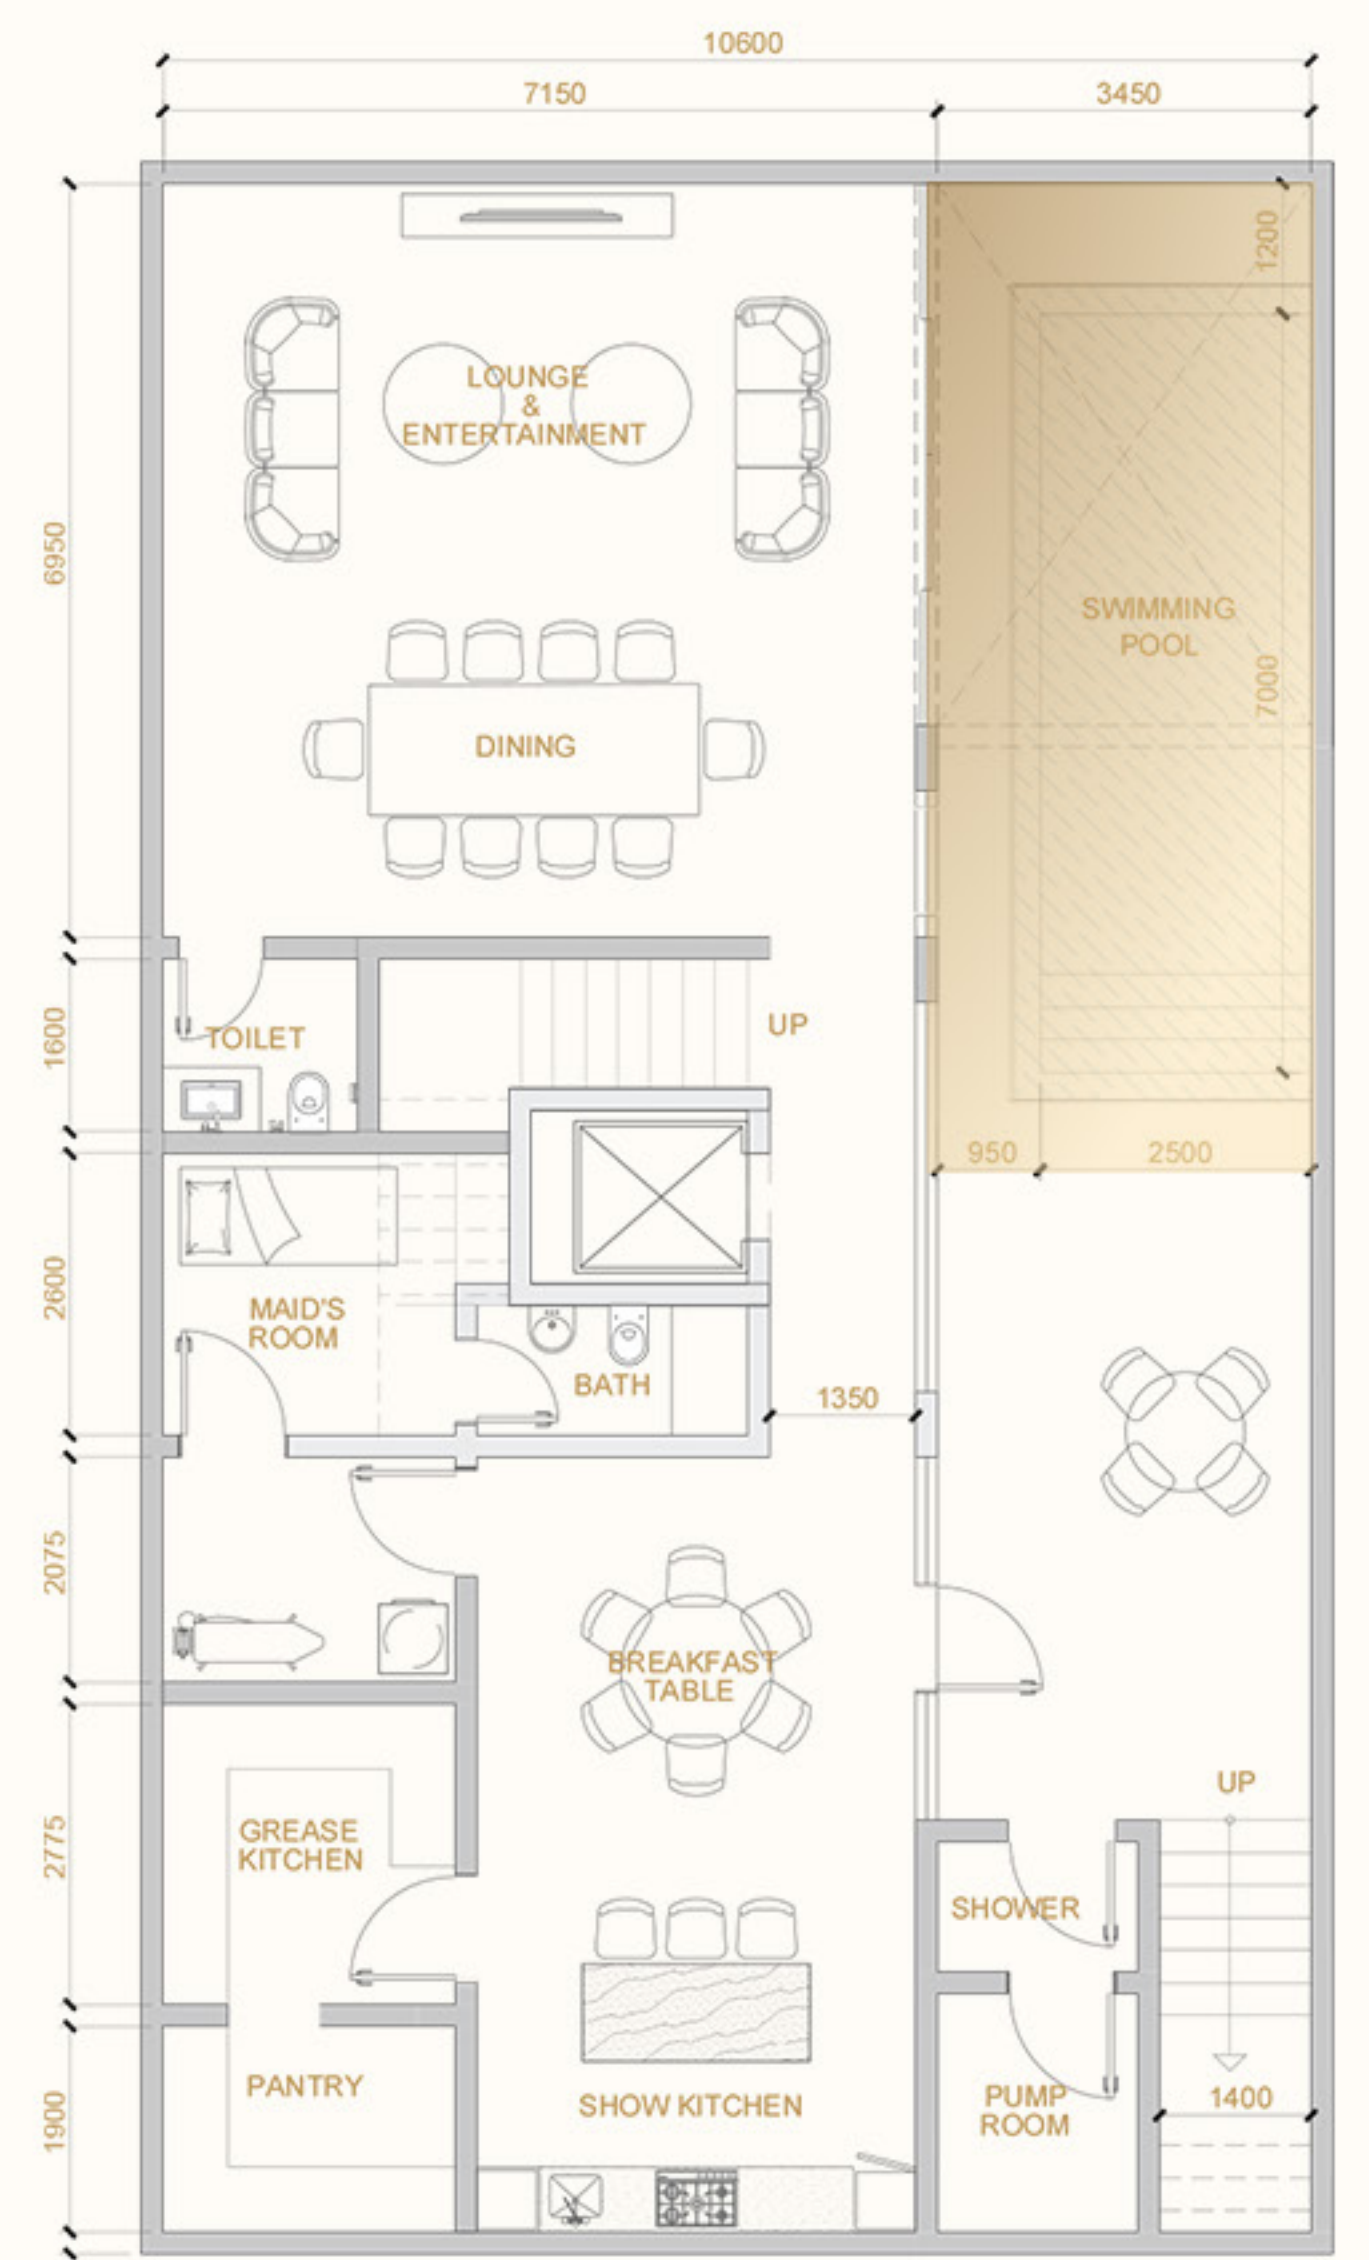 10600
7150
3450
1200
LOUNGE
&
ENTERTAINMENT
6950
SWIMMING
POOL
7000
DINING
UP
TOILET
1600
950
2500
2600
MAID'S
ROOM
BATH
1350
2075
BREAKFAST
TABLE
UP
GREASE
KITCHEN
2775
SHOWER
PANTRY
SHOW KITCHEN
PUMP
ROOM
1400
1900